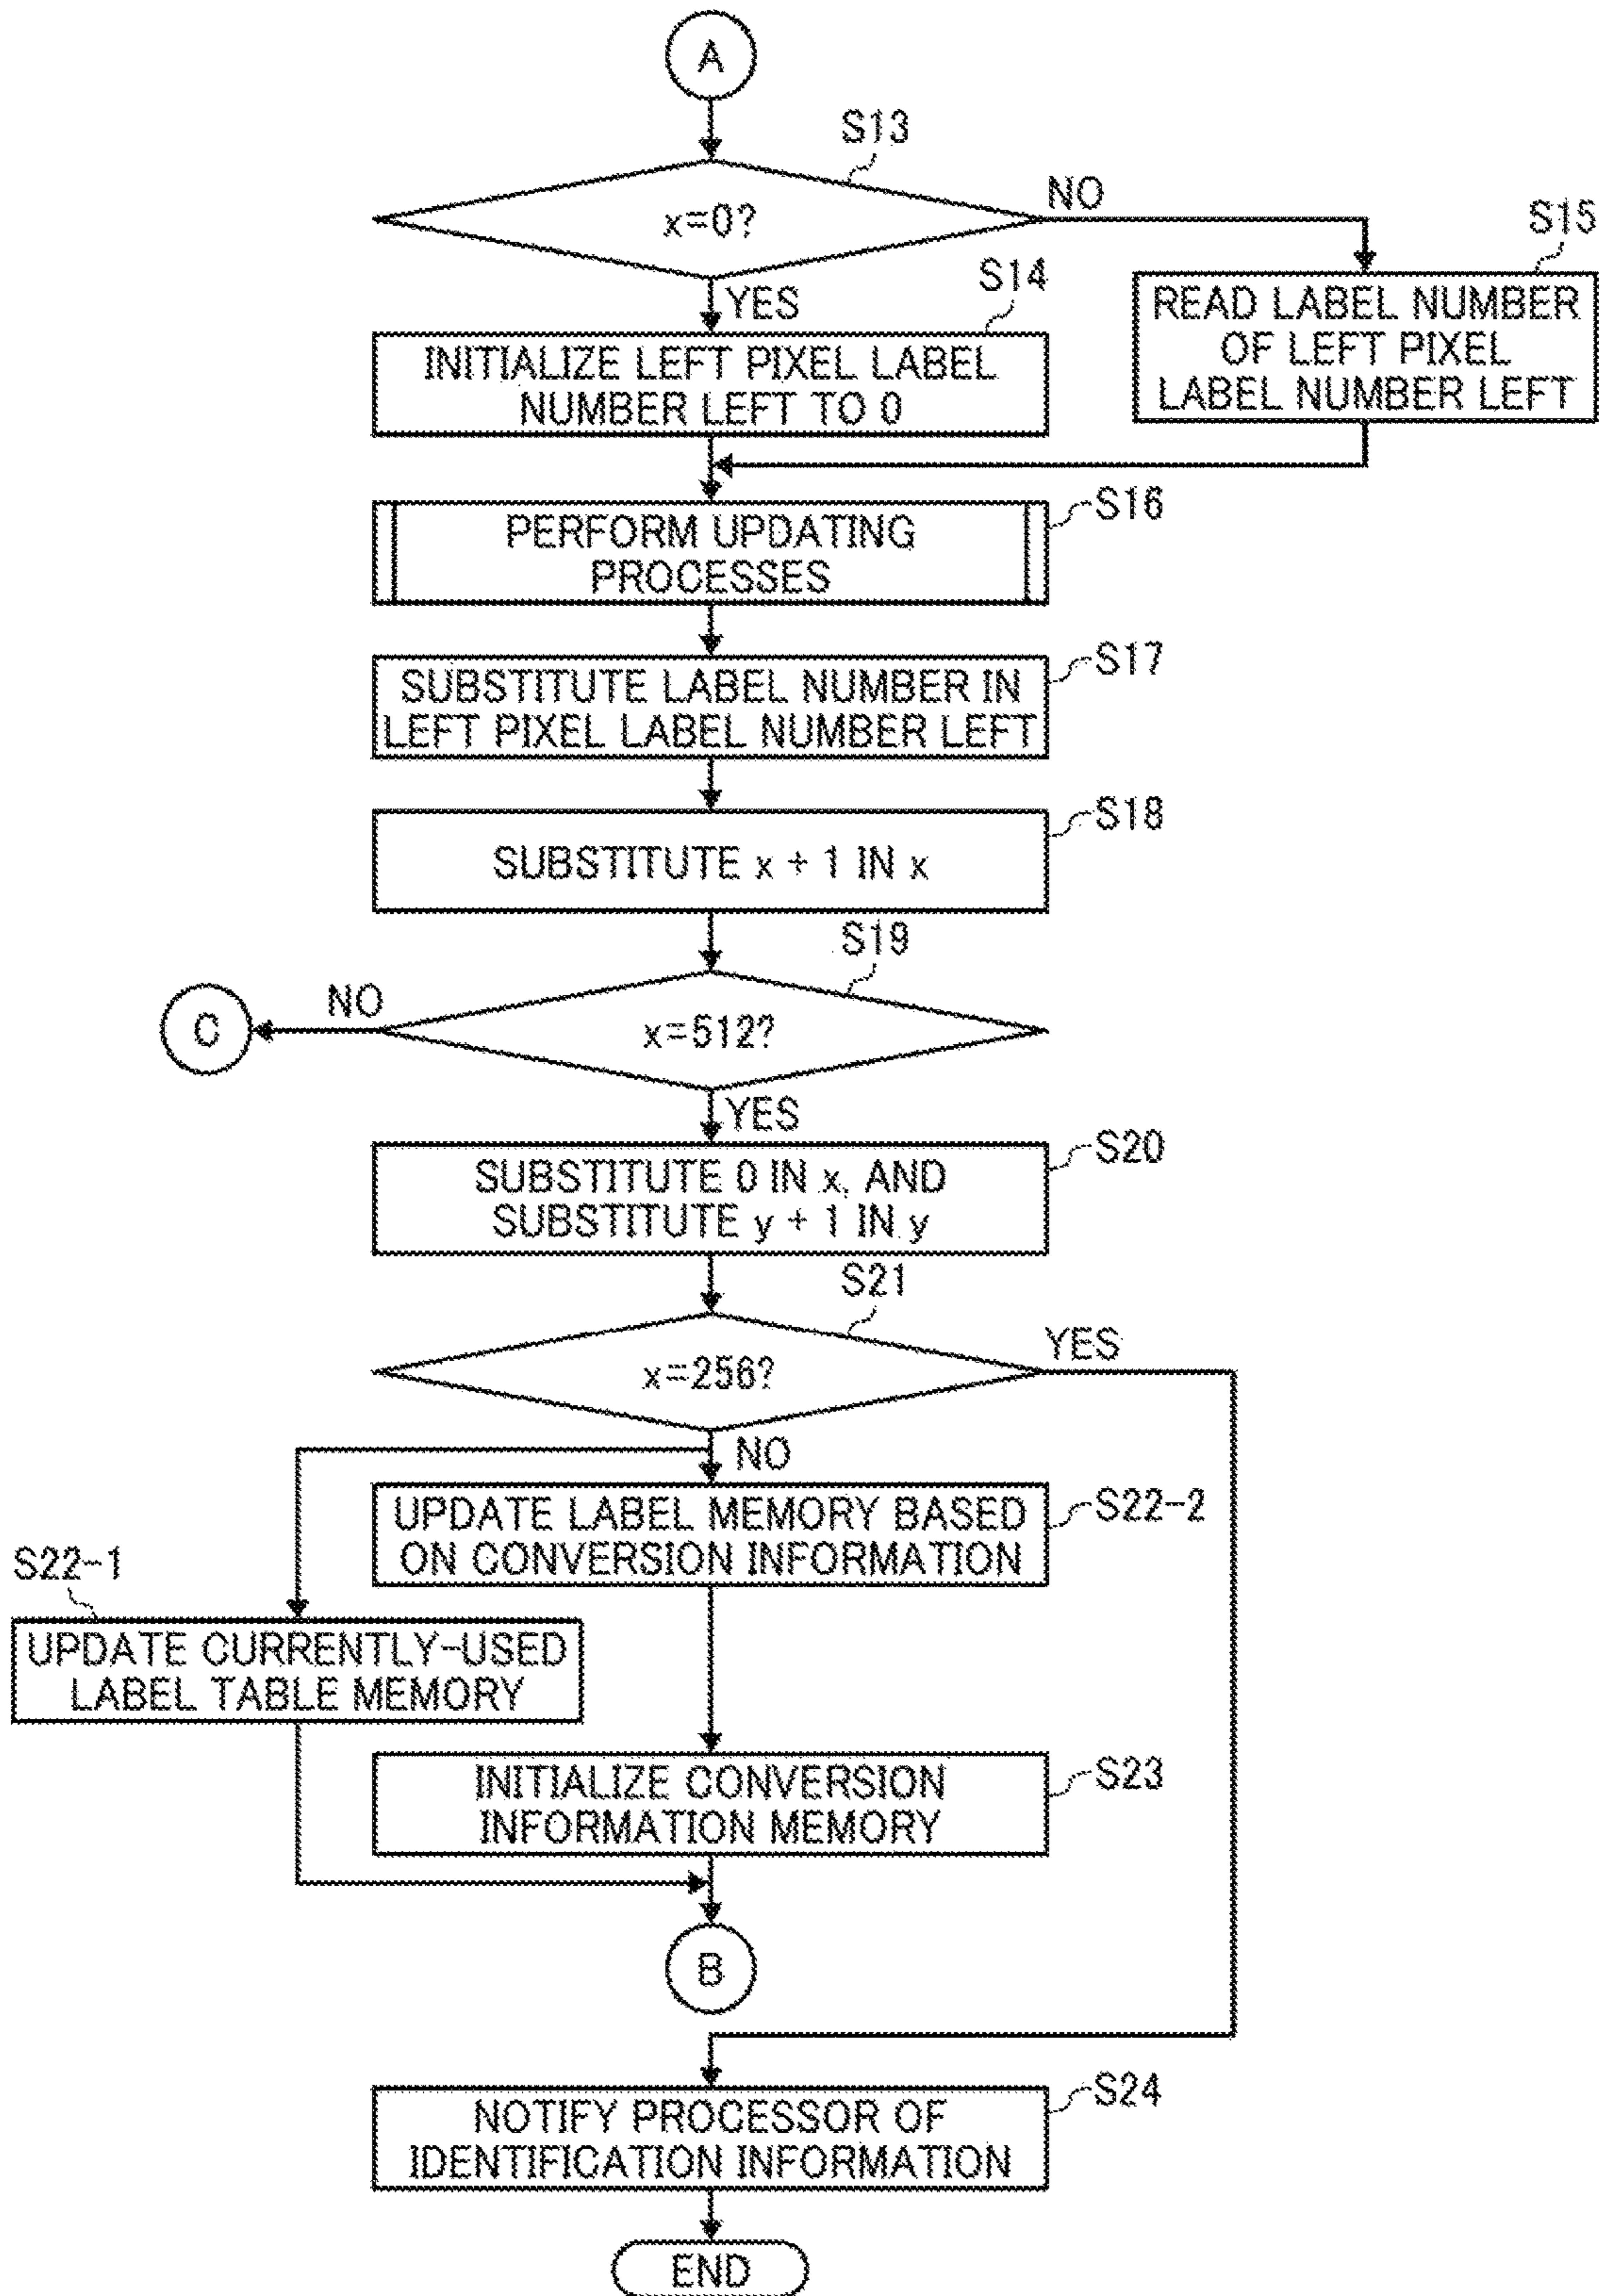 A
S13
x=0?
NO
S15
READ LABEL NUMBER
OF LEFT PIXEL
LABEL NUMBER LEFT
YES
S14
INITIALIZE LEFT PIXEL LABEL
NUMBER LEFT TO 0
S16
PERFORM UPDATING
PROCESSES
S17
SUBSTITUTE LABEL NUMBER IN
LEFT PIXEL LABEL NUMBER LEFT
S18
SUBSTITUTE x + 1 IN x
S19
x=512?
NO
C
YES
S20
SUBSTITUTE 0 IN x, AND
SUBSTITUTE y + 1 IN y
S21
x=256?
YES
NO
S22-2
UPDATE LABEL MEMORY BASED
ON CONVERSION INFORMATION
S22-1
UPDATE CURRENTLY-USED
LABEL TABLE MEMORY
S23
INITIALIZE CONVERSION
INFORMATION MEMORY
B
S24
NOTIFY PROCESSOR OF
IDENTIFICATION INFORMATION
END